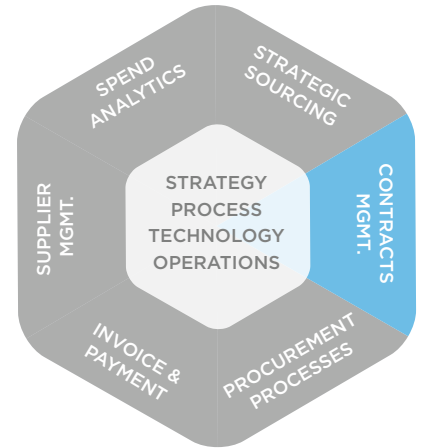 SPEND
ANALYTICS
STRATEGIC
SOURCING
SUPPLIER
MGMT.
STRATEGY
PROCESS
TECHNOLOGY
OPERATIONS
CONTRACTS
MGMT.
INVOICE &
PAYMENT
PROCUREMENT
PROCESSES